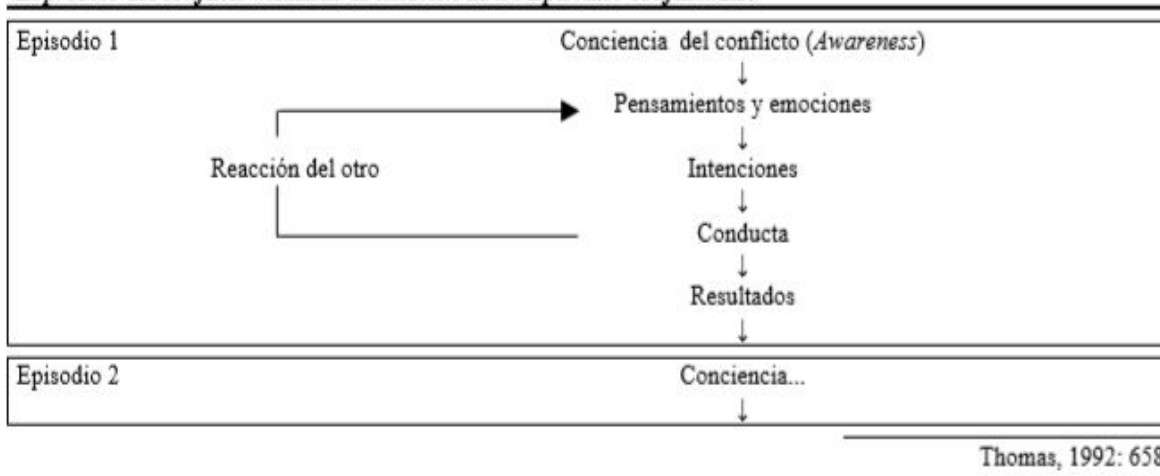 Episodio 1
Conciencia del conflicto (Awareness)
↓
Pensamientos y emociones
↓
Reacción del otro
Intenciones
↓
Conducta
↓
Resultados
↓
Episodio 2
Conciencia...
↓
Thomas, 1992: 658